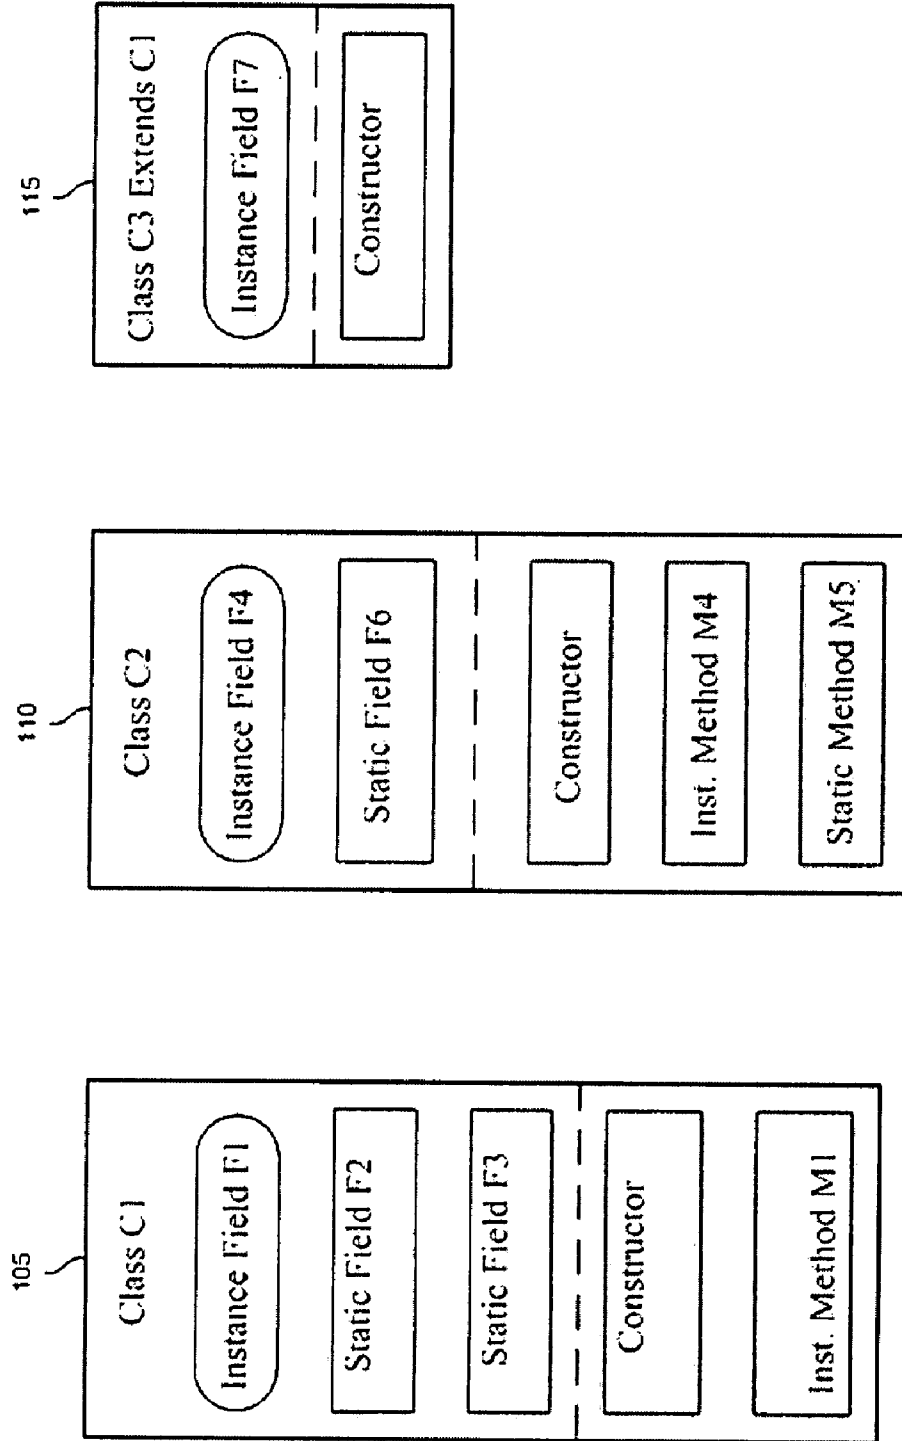 105
Class C1
Instance Field F1
Static Field F2
Static Field F3
Constructor
Inst. Method M1
110
Class C2
Instance Field F4
Static Field F6
Constructor
Inst. Method M4
Static Method M5
115
Class C3 Extends C1
Instance Field F7
Constructor